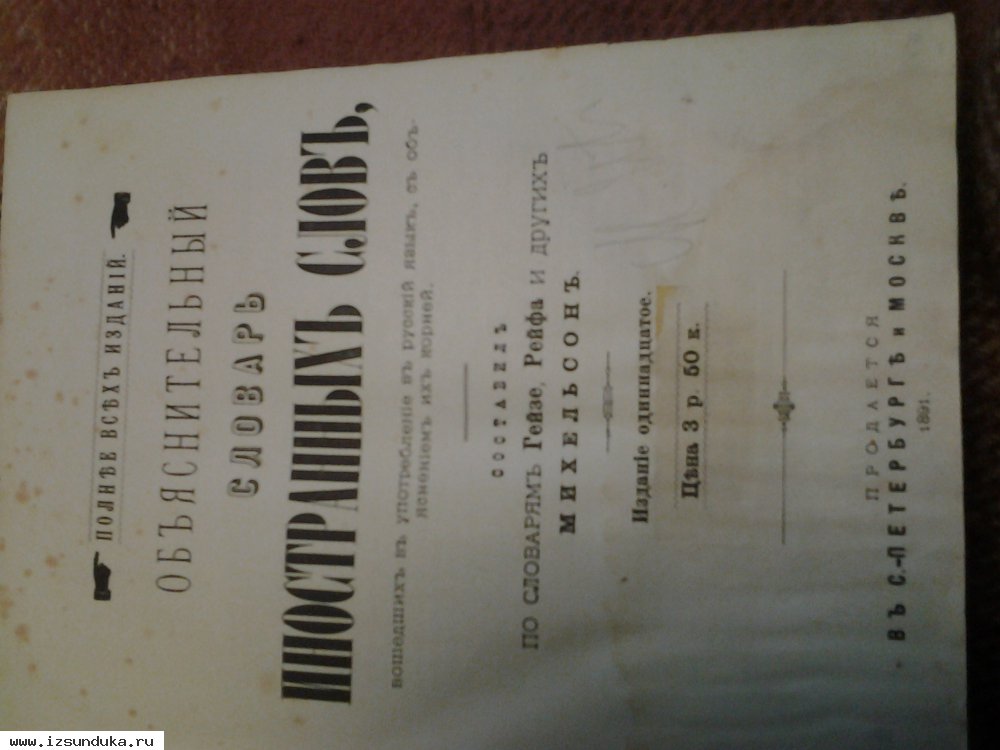 ПОЛНѢЕ ВСѢХЪ ИЗДАНІЙ.
ОБЪЯСНИТЕЛЬНЫЙ
СЛОВАРЬ
ИНОСТРАННЫХЪ СЛОВЪ,
вошедшихъ въ употребленіе въ русскій языкъ, съ объ-
ясненіемъ ихъ корней.
СОСТАВИЛЪ
ПО СЛОВАРЯМЪ Гейзе, Рейфа И ДРУГИХЪ
МИХЕЛЬСОНЪ.
Изданіе одиннадцатое.
Цѣна 3 р. 50 к.
ПРОДАЕТСЯ
ВЪ С.-ПЕТЕРБУРГѢ и МОСКВѢ.
1891.
www.izsunduka.ru